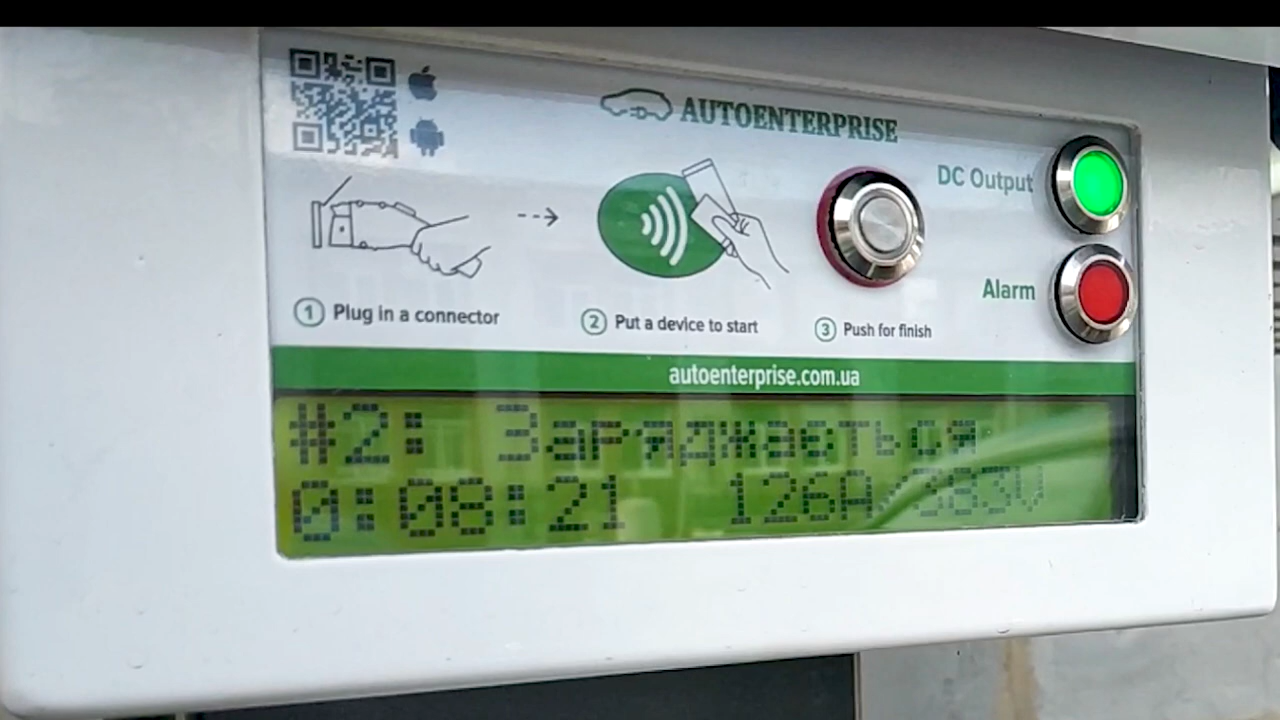 AUTOENTERPRISE
DC Output
Alarm
1 Plug in a connector
2 Put a device to start
3 Push for finish
autoenterprise.com.ua
#2: Заряджається
0:08:21 126A/383V